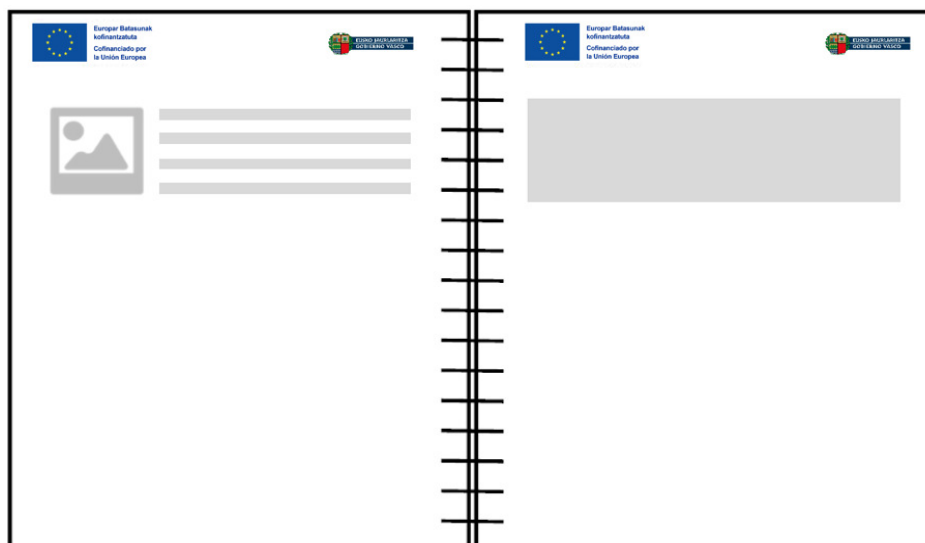 Europar Batasunak
kofinantzatuta
Cofinanciado por
la Unión Europea
EUSKO JAURLARITZA
GOBIERNO VASCO
Europar Batasunak
kofinantzatuta
Cofinanciado por
la Unión Europea
EUSKO JAURLARITZA
GOBIERNO VASCO